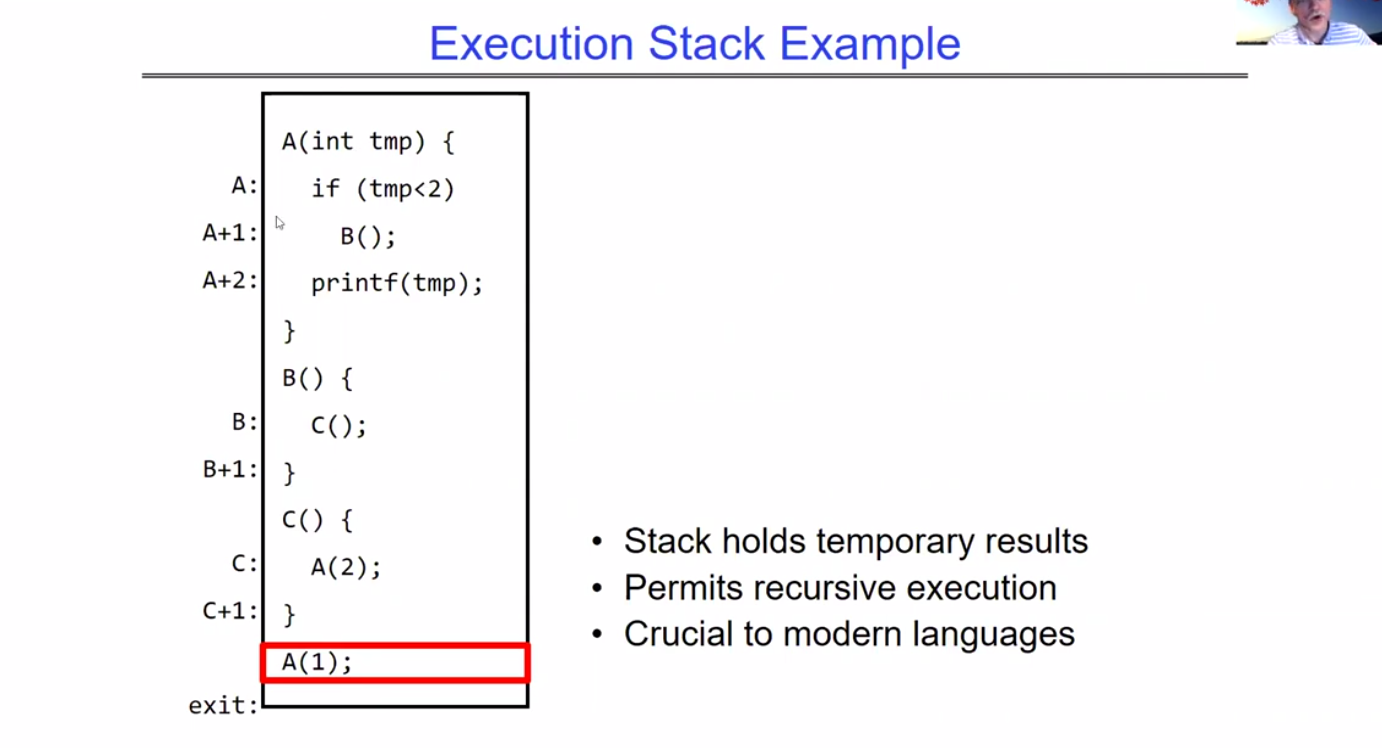 Execution Stack Example
A(int tmp) {
A: if (tmp<2)
A+1: B();
A+2: printf(tmp);
}
B() {
B: C();
B+1: }
C() {
C: A(2);
C+1: }
A(1);
exit:
• Stack holds temporary results
• Permits recursive execution
• Crucial to modern languages